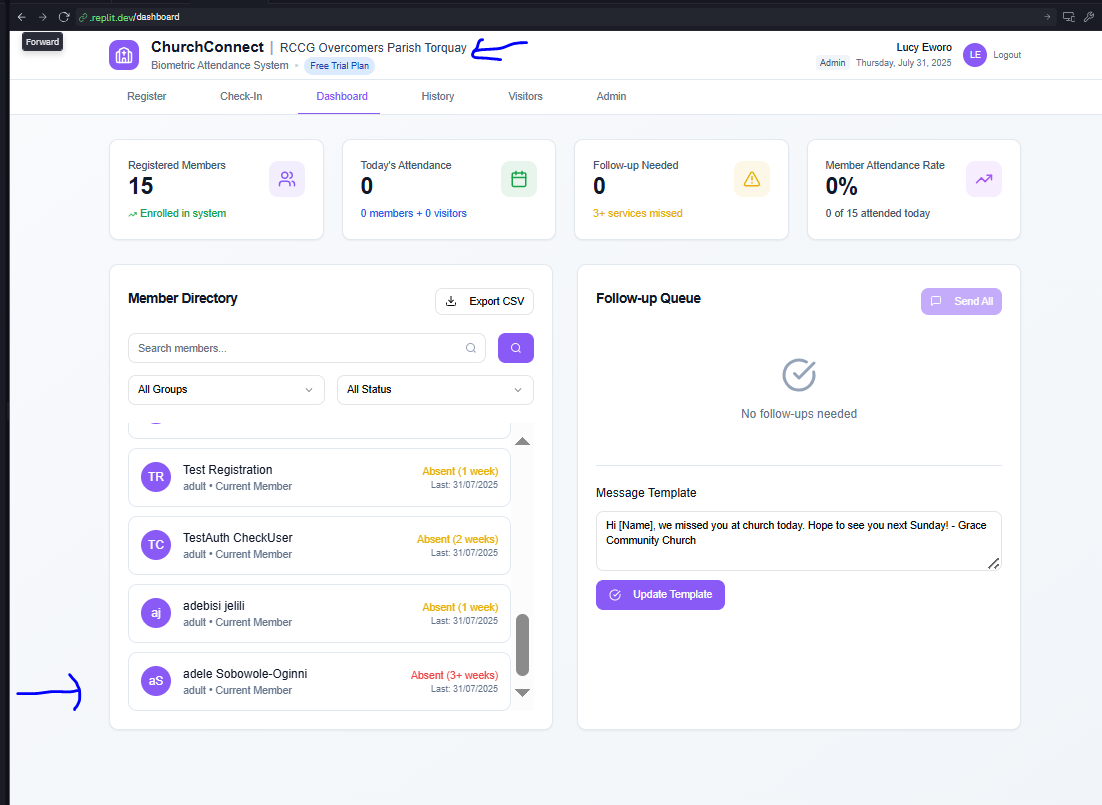 .replit.dev/dashboard
Forward
ChurchConnect | RCCG Overcomers Parish Torquay
Biometric Attendance System • Free Trial Plan
Lucy Eworo
Admin Thursday, July 31, 2025
LE
Logout
Register Check-In Dashboard History Visitors Admin
Registered Members
15
Enrolled in system
Today's Attendance
0
0 members + 0 visitors
Follow-up Needed
0
3+ services missed
Member Attendance Rate
0%
0 of 15 attended today
Member Directory
Export CSV
Search members...
All Groups
All Status
TR
Test Registration
adult • Current Member
Absent (1 week)
Last: 31/07/2025
TC
TestAuth CheckUser
adult • Current Member
Absent (2 weeks)
Last: 31/07/2025
aj
adebisi jelili
adult • Current Member
Absent (1 week)
Last: 31/07/2025
aS
adele Sobowole-Oginni
adult • Current Member
Absent (3+ weeks)
Last: 31/07/2025
Follow-up Queue
Send All
No follow-ups needed
Message Template
Hi [Name], we missed you at church today. Hope to see you next Sunday! - Grace
Community Church
Update Template